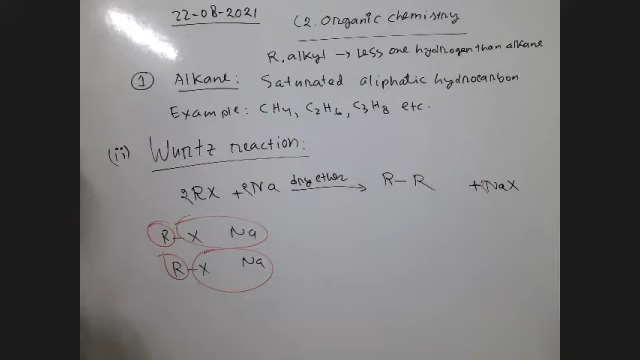 22-08-2021
(2. Organic chemistry
R, alkyl → Less one hydrogen than alkane
① Alkane: Saturated aliphatic hydrocarbon
Example: CH4, C2H6, C3H8 etc.
(ii) Wurtz reaction:
2RX + 2Na dry ether → R-R + 2NaX
R-X Na
R-X Na